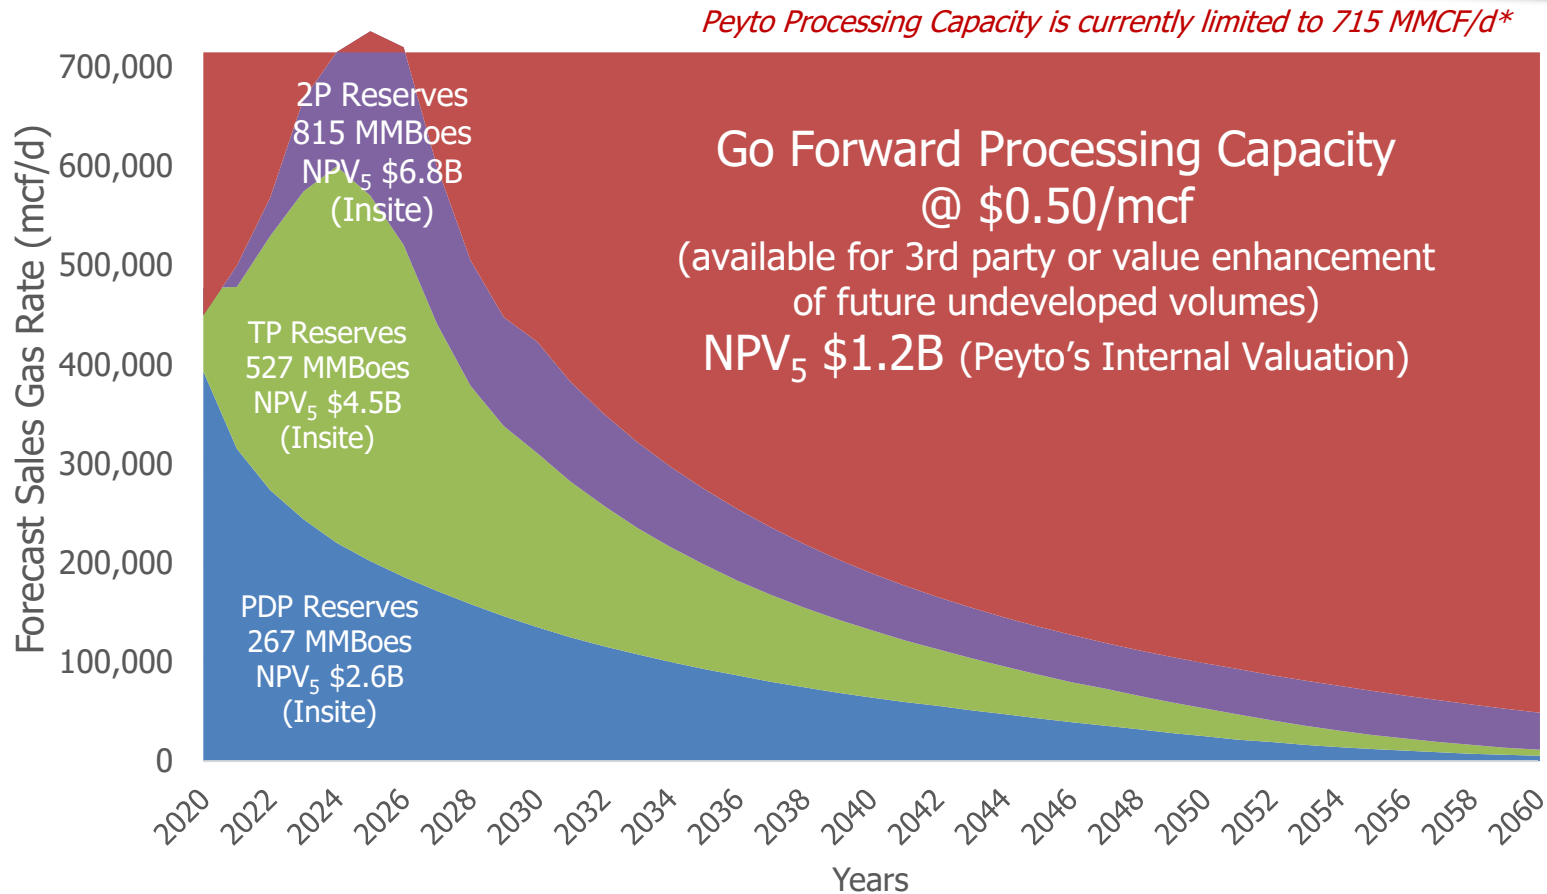 Peyto Processing Capacity is currently limited to 715 MMCF/d*
Forecast Sales Gas Rate (mcf/d)
700,000
600,000
500,000
400,000
300,000
200,000
100,000
0
2P Reserves
815 MMBoes
NPV5 $6.8B
(Insite)
TP Reserves
527 MMBoes
NPV5 $4.5B
(Insite)
PDP Reserves
267 MMBoes
NPV5 $2.6B
(Insite)
Go Forward Processing Capacity
@ $0.50/mcf
(available for 3rd party or value enhancement
of future undeveloped volumes)
NPV5 $1.2B (Peyto’s Internal Valuation)
2020
2022
2024
2026
2028
2030
2032
2034
2036
2038
2040
2042
2044
2046
2048
2050
2052
2054
2056
2058
2060
Years